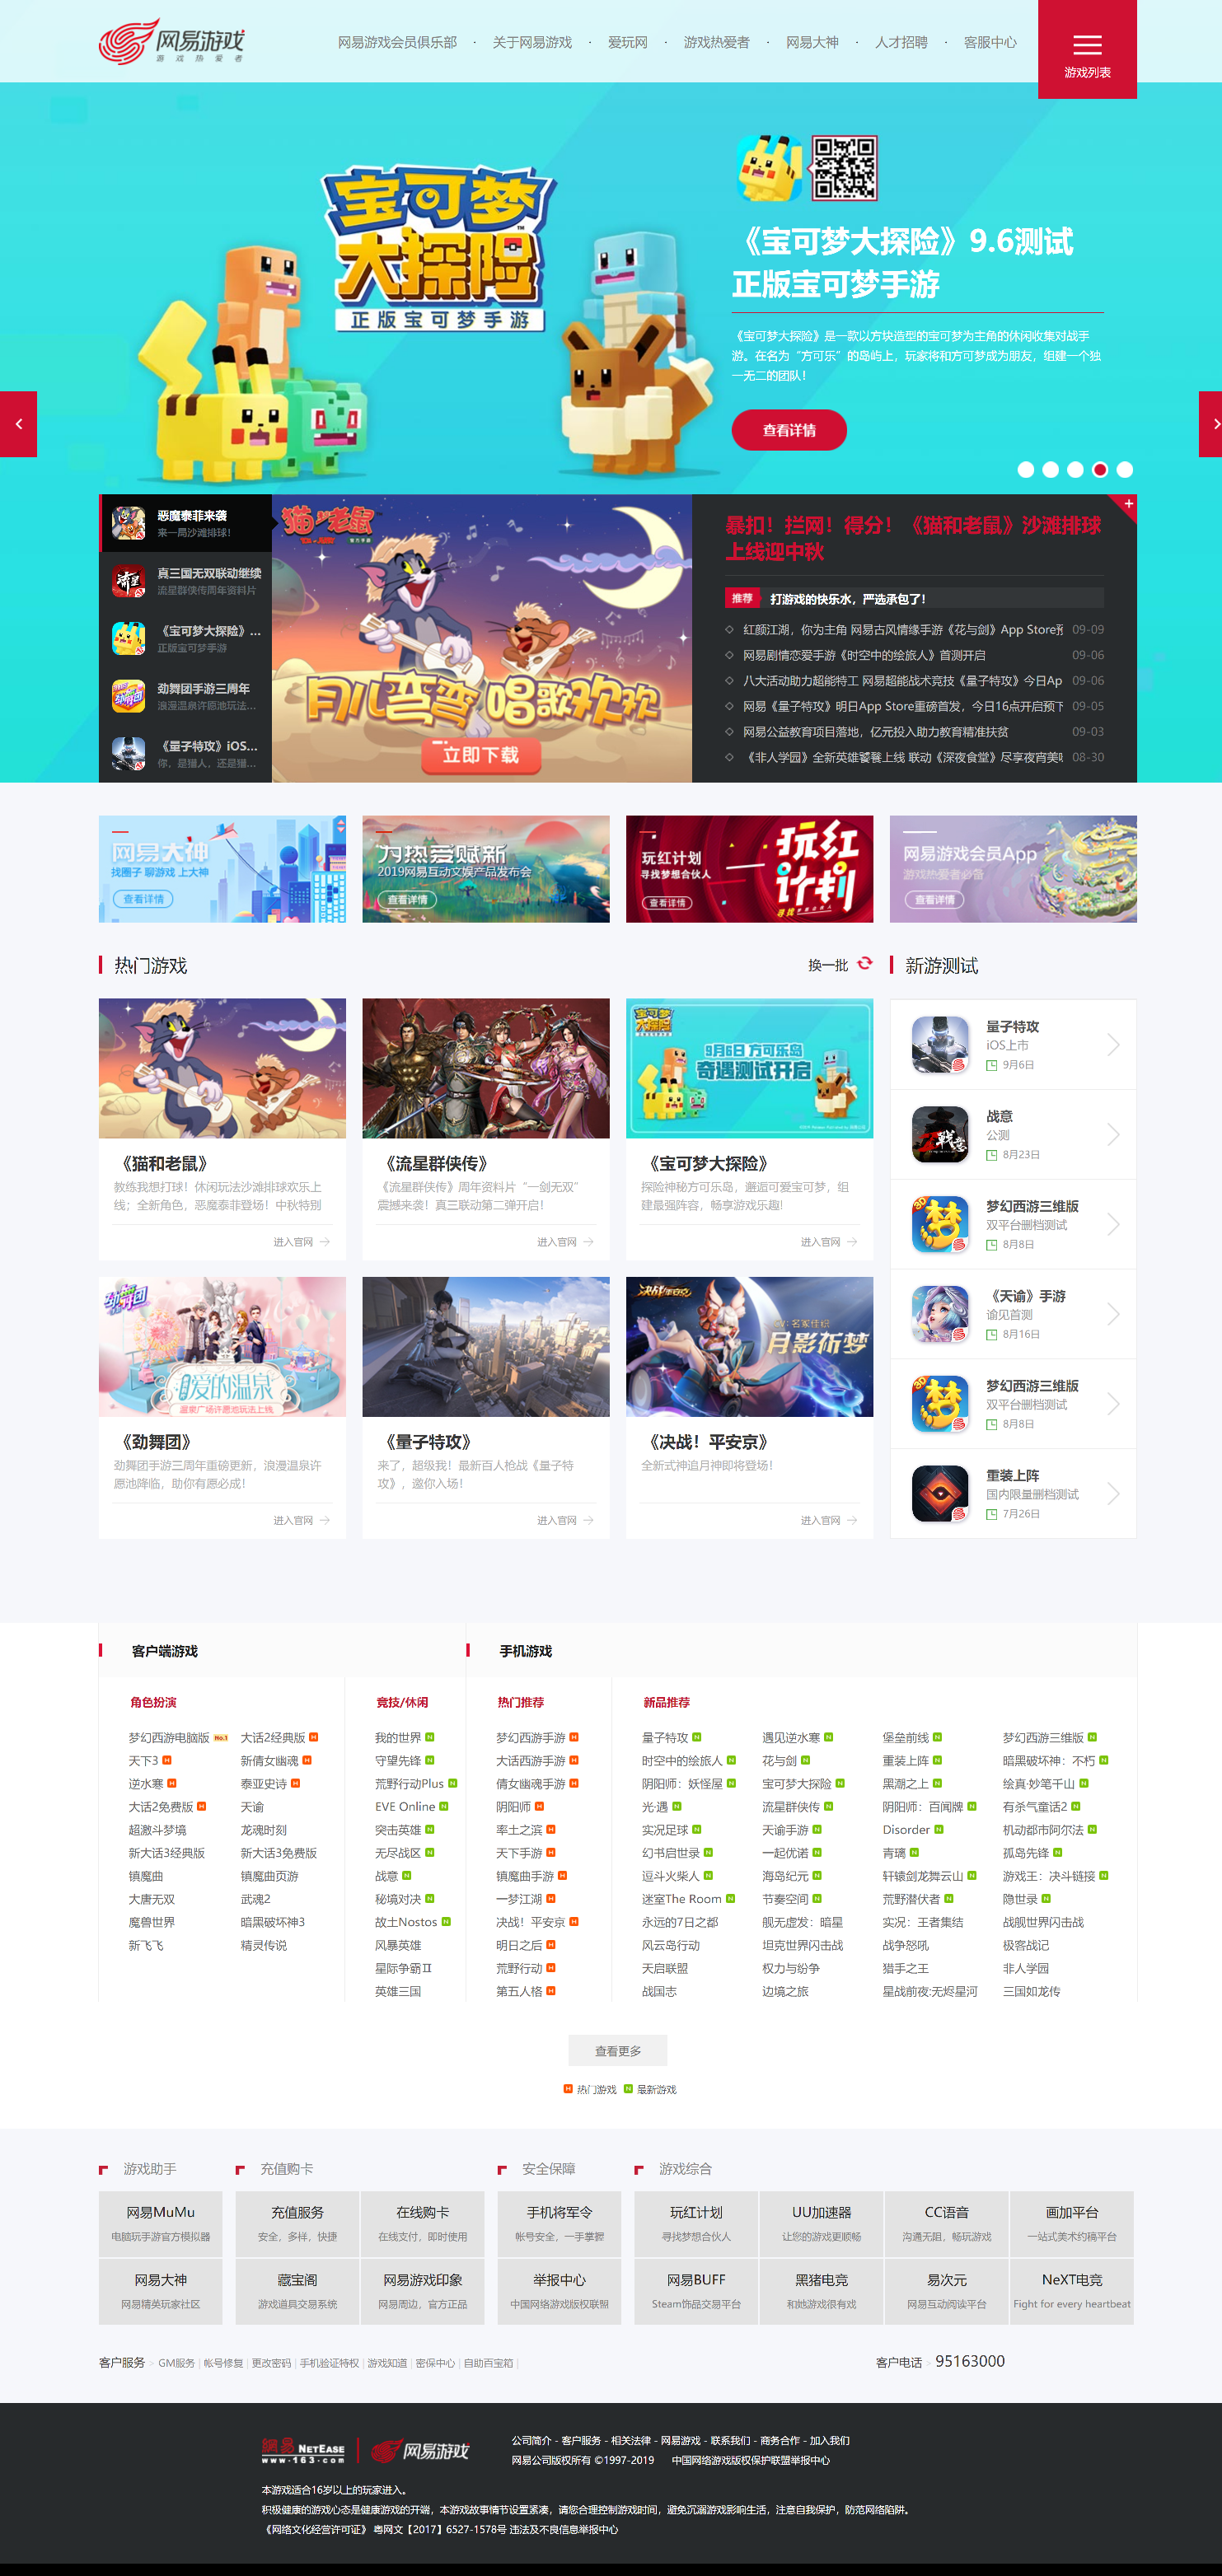 网易游戏
游戏热爱者
网易游戏会员俱乐部 · 关于网易游戏 · 爱玩网 · 游戏热爱者 · 网易大神 · 人才招聘 · 客服中心
游戏列表
宝可梦
大探险
正版宝可梦手游
《宝可梦大探险》9.6测试
正版宝可梦手游
《宝可梦大探险》是一款以方块造型的宝可梦为主角的休闲收集对战手
游。在名为“方可乐”的岛屿上，玩家将和方可梦成为朋友，组建一个独
一无二的团队！
查看详情
恶魔泰菲来袭
来一局沙滩排球！
真三国无双联动继续
流星群侠传周年资料片
《宝可梦大探险》...
正版宝可梦手游
劲舞团手游三周年
浪漫温泉许愿池玩法...
《量子特攻》iOS...
你，是猎人，还是猎...
猫和老鼠
官方手游
月儿弯弯 唱歌欢欢
立即下载
暴扣！拦网！得分！《猫和老鼠》沙滩排球
上线迎中秋
推荐 打游戏的快乐水，严选承包了！
红颜江湖，你为主角 网易古风情缘手游《花与剑》App Store预 09-09
网易剧情恋爱手游《时空中的绘旅人》首测开启 09-06
八大活动助力超能特工 网易超能战术竞技《量子特攻》今日Ap 09-06
网易《量子特攻》明日App Store重磅首发，今日16点开启预下 09-05
网易公益教育项目落地，亿元投入助力教育精准扶贫 09-03
《非人学园》全新英雄饕餮上线 联动《深夜食堂》尽享夜宵美味 08-30
网易大神
找圈子 聊游戏 上大神
查看详情
为热爱赋新
2019网易互动文娱产品发布会
查看详情
玩红计划
寻找梦想合伙人
查看详情
玩红
计划
网易游戏会员App
游戏热爱者必备
查看详情
热门游戏
换一批
新游测试
宝可梦
大探险
9月6日 方可乐岛
奇遇测试开启
《猫和老鼠》
教练我想打球！休闲玩法沙滩排球欢乐上
线；全新角色，恶魔泰菲登场！中秋特别
进入官网
《流星群侠传》
《流星群侠传》周年资料片“一剑无双”
震撼来袭！真三联动第二弹开启！
进入官网
《宝可梦大探险》
探险神秘方可乐岛，邂逅可爱宝可梦，组
建最强阵容，畅享游戏乐趣！
进入官网
劲舞团
爱的温泉
温泉广场许愿池玩法上线
决战！平安京
CV：名家佳织
月影祈梦
《劲舞团》
劲舞团手游三周年重磅更新，浪漫温泉许
愿池降临，助你有愿必成！
进入官网
《量子特攻》
来了，超级我！最新百人枪战《量子特
攻》，邀你入场！
进入官网
《决战！平安京》
全新式神追月神即将登场！
进入官网
量子特攻
iOS上市
9月6日
战意
公测
8月23日
梦幻西游三维版
双平台删档测试
8月8日
《天谕》手游
谕见首测
8月16日
梦幻西游三维版
双平台删档测试
8月8日
重装上阵
国内限量删档测试
7月26日
客户端游戏 手机游戏
角色扮演 竞技/休闲 热门推荐 新品推荐
梦幻西游电脑版 No.1 大话2经典版 H 我的世界 N 梦幻西游手游 H 量子特攻 N 遇见逆水寒 N 堡垒前线 N 梦幻西游三维版 N
天下3 H 新倩女幽魂 H 守望先锋 N 大话西游手游 H 时空中的绘旅人 N 花与剑 N 重装上阵 N 暗黑破坏神：不朽 N
逆水寒 H 泰亚史诗 H 荒野行动Plus N 倩女幽魂手游 H 阴阳师：妖怪屋 N 宝可梦大探险 N 黑潮之上 N 绘真·妙笔千山 N
大话2免费版 H 天谕 EVE Online N 阴阳师 H 光·遇 N 流星群侠传 N 阴阳师：百闻牌 N 有杀气童话2 N
超激斗梦境 龙魂时刻 突击英雄 N 率土之滨 H 实况足球 N 天谕手游 N Disorder N 机动都市阿尔法 N
新大话3经典版 新大话3免费版 无尽战区 N 天下手游 H 幻书启世录 N 一起优诺 N 青璃 N 孤岛先锋 N
镇魔曲 镇魔曲页游 战意 N 镇魔曲手游 H 逗斗火柴人 N 海岛纪元 N 轩辕剑龙舞云山 N 游戏王：决斗链接 N
大唐无双 武魂2 秘境对决 N 一梦江湖 H 迷室The Room N 节奏空间 N 荒野潜伏者 N 隐世录 N
魔兽世界 暗黑破坏神3 故土Nostos N 决战！平安京 H 永远的7日之都 舰无虚发：暗星 实况：王者集结 战舰世界闪击战
新飞飞 精灵传说 风暴英雄 明日之后 H 风云岛行动 坦克世界闪击战 战争怒吼 极客战记
星际争霸II 荒野行动 H 天启联盟 权力与纷争 猎手之王 非人学园
英雄三国 第五人格 H 战国志 边境之旅 星战前夜:无烬星河 三国如龙传
查看更多
H 热门游戏 N 最新游戏
游戏助手 充值购卡 安全保障 游戏综合
网易MuMu 充值服务 在线购卡 手机将军令 玩红计划 UU加速器 CC语音 画加平台
电脑玩手游官方模拟器 安全，多样，快捷 在线支付，即时使用 帐号安全，一手掌握 寻找梦想合伙人 让您的游戏更顺畅 沟通无阻，畅玩游戏 一站式美术约稿平台
网易大神 藏宝阁 网易游戏印象 举报中心 网易BUFF 黑猪电竞 易次元 NeXT电竞
网易精英玩家社区 游戏道具交易系统 网易周边，官方正品 中国网络游戏版权联盟 Steam饰品交易平台 和她游戏很有戏 网易互动阅读平台 Fight for every heartbeat
客户服务 > GM服务 | 帐号修复 | 更改密码 | 手机验证特权 | 游戏知道 | 密保中心 | 自助百宝箱 |
客户电话 > 95163000
網易 NETEASE
www.163.com
网易游戏
公司简介 - 客户服务 - 相关法律 - 网易游戏 - 联系我们 - 商务合作 - 加入我们
网易公司版权所有 ©1997-2019 中国网络游戏版权保护联盟举报中心
本游戏适合16岁以上的玩家进入。
积极健康的游戏心态是健康游戏的开端，本游戏故事情节设置紧凑，请您合理控制游戏时间，避免沉溺游戏影响生活，注意自我保护，防范网络陷阱。
《网络文化经营许可证》 粤网文【2017】6527-1578号 违法及不良信息举报中心